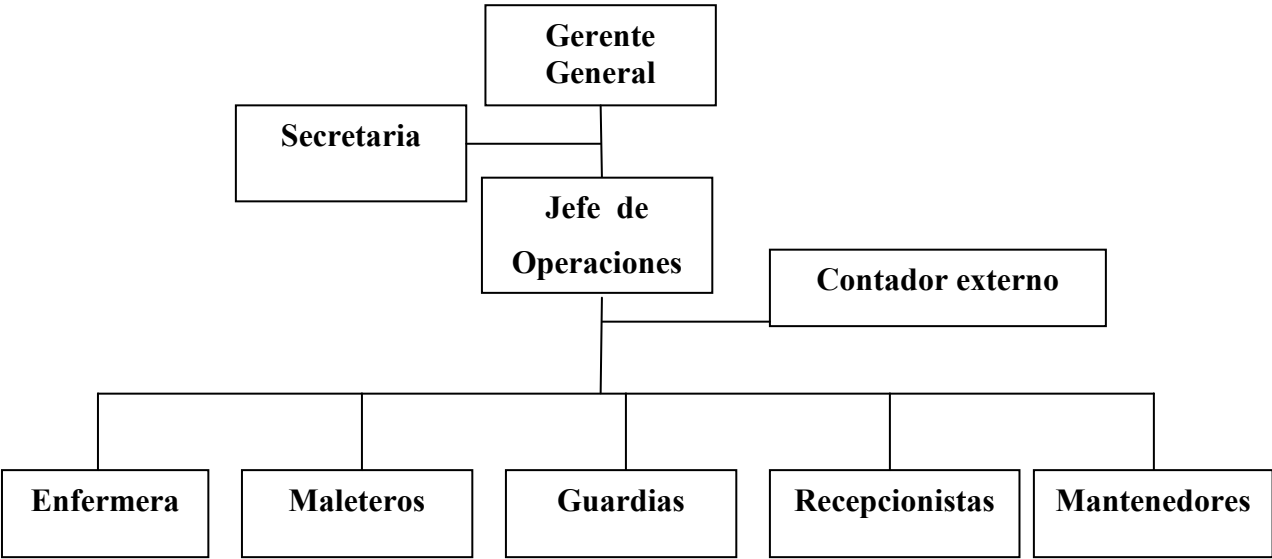 Gerente
General
Secretaria
Jefe de
Operaciones
Contador externo
Enfermera
Maleteros
Guardias
Recepcionistas
Mantenedores